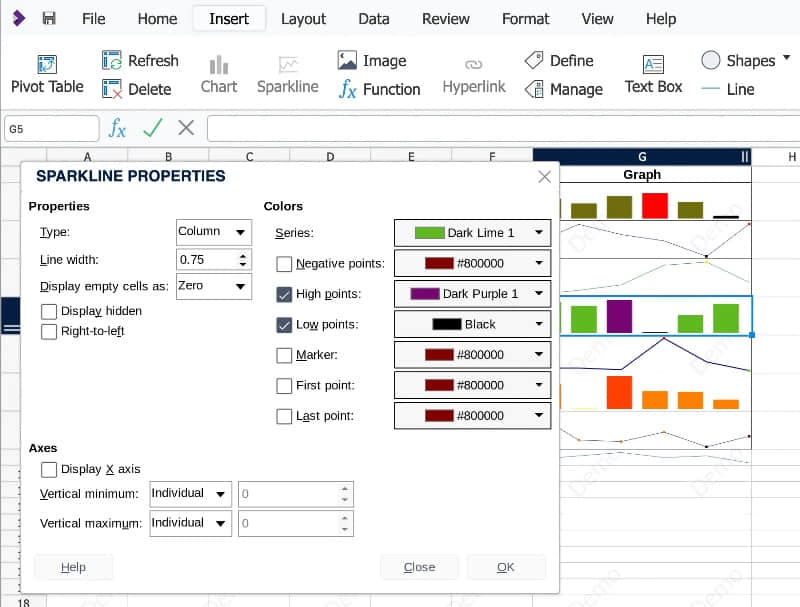 File Home Insert Layout Data Review Format View Help
Pivot Table Refresh Delete Chart Sparkline Image Function Hyperlink Define Manage Text Box Shapes Line
G5 fx
A B C D E F G H
Graph
SPARKLINE PROPERTIES
Properties Colors
Type: Column Series: Dark Lime 1
Line width: 0.75 Negative points: #800000
Display empty cells as: Zero High points: Dark Purple 1
Display hidden Low points: Black
Right-to-left Marker: #800000
First point: #800000
Last point: #800000
Axes
Display X axis
Vertical minimum: Individual 0
Vertical maximum: Individual 0
Help Close OK
18
Demo